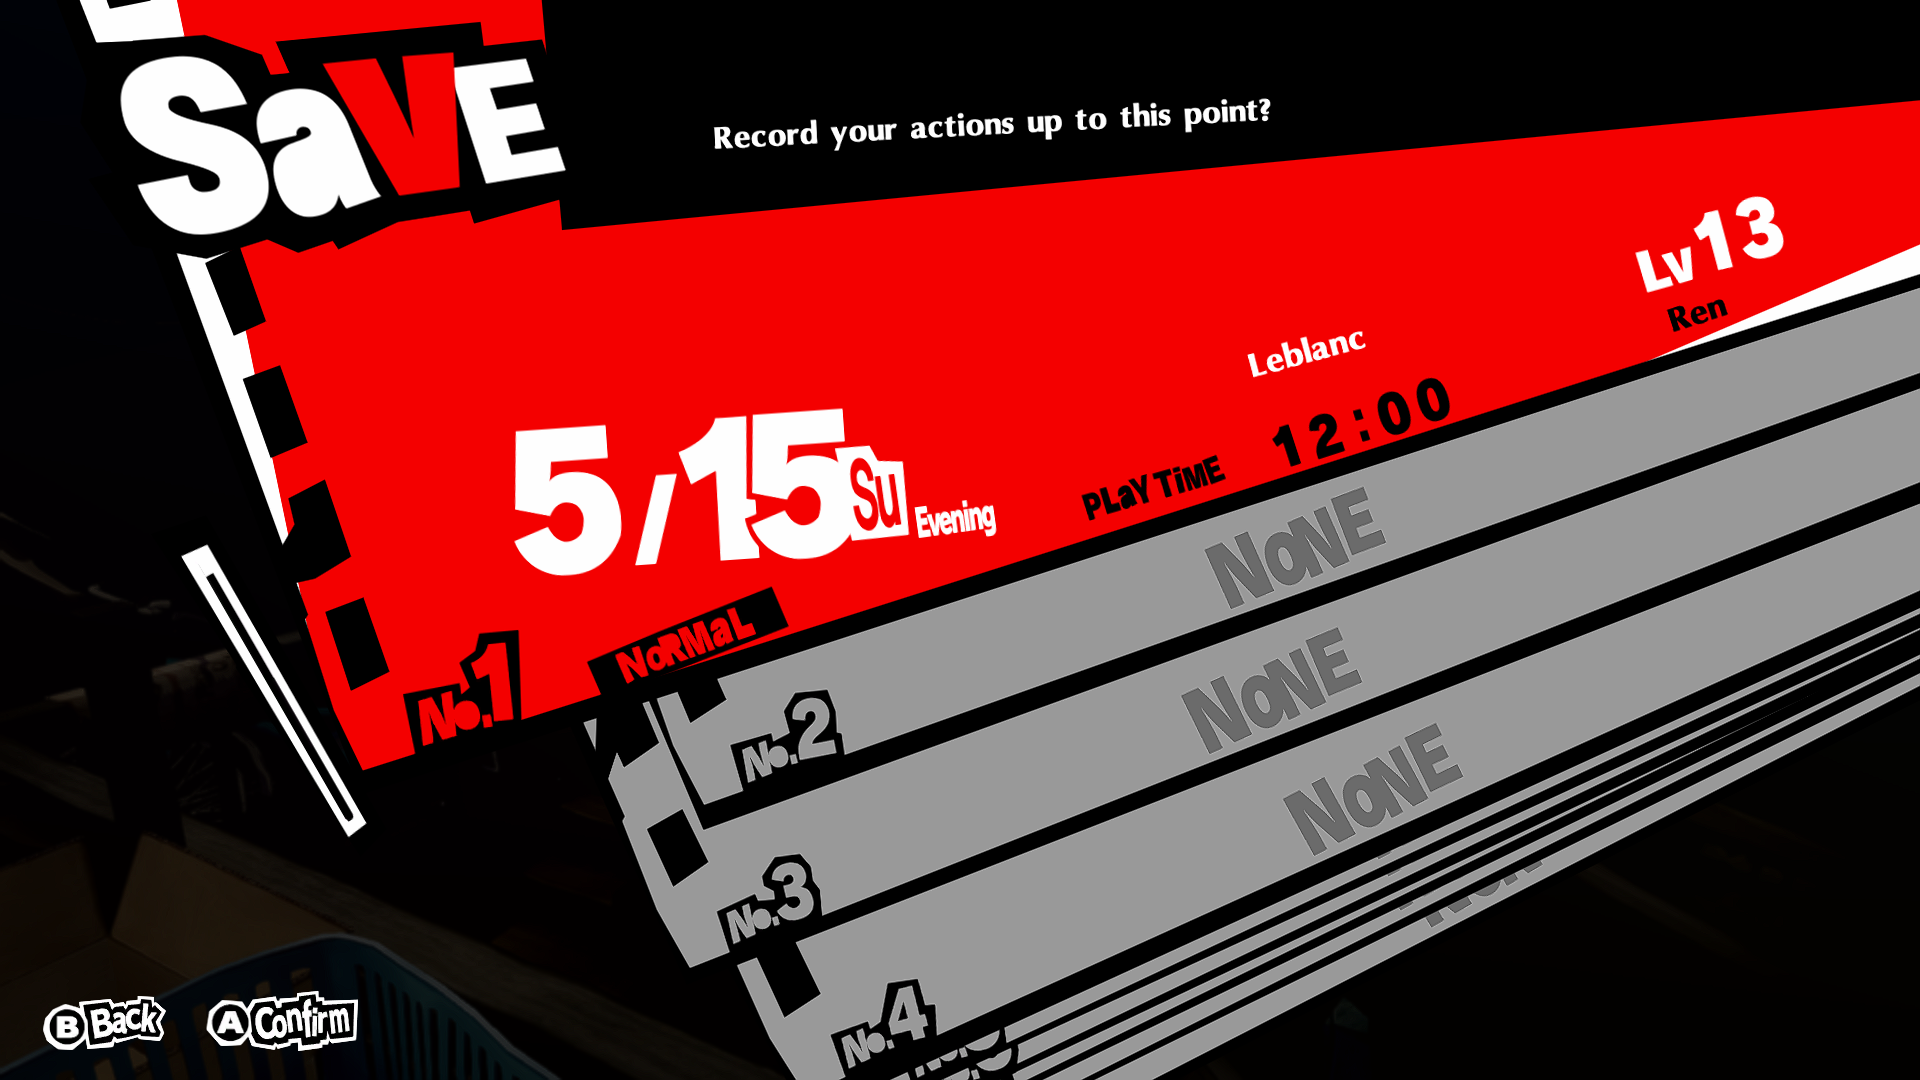 SaVE
Record your actions up to this point?
Lv13
Ren
Leblanc
5/15 Su Evening
PLaY TiME 12:00
No.1 NoRMaL
NoNE
No.2
NoNE
No.3
NoNE
No.4
B Back A Confirm